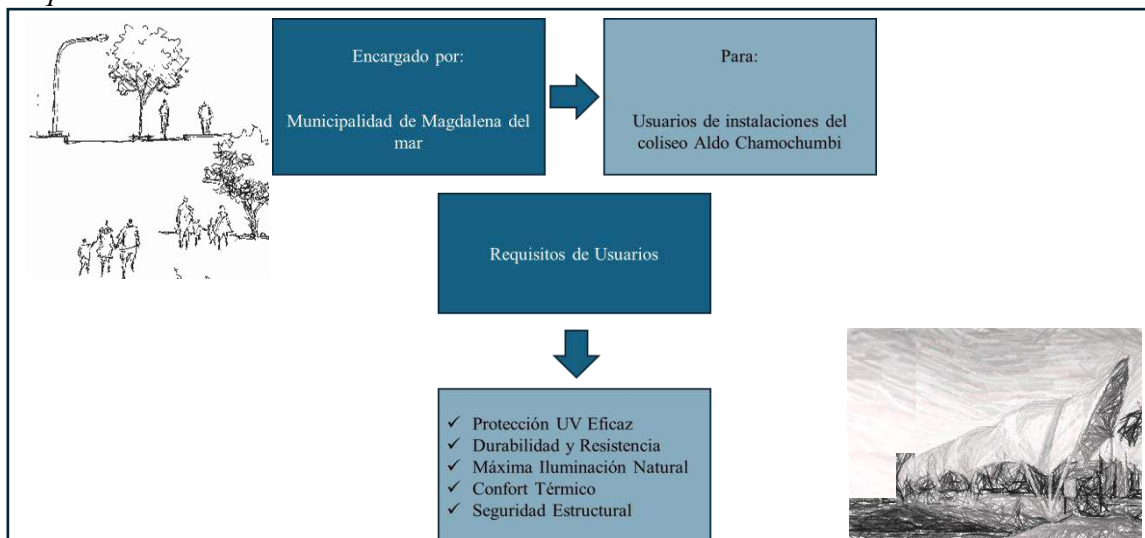 Encargado por:
Municipalidad de Magdalena del
mar
Para:
Usuarios de instalaciones del
coliseo Aldo Chamochumbi
Requisitos de Usuarios
✓ Protección UV Eficaz
✓ Durabilidad y Resistencia
✓ Máxima Iluminación Natural
✓ Confort Térmico
✓ Seguridad Estructural